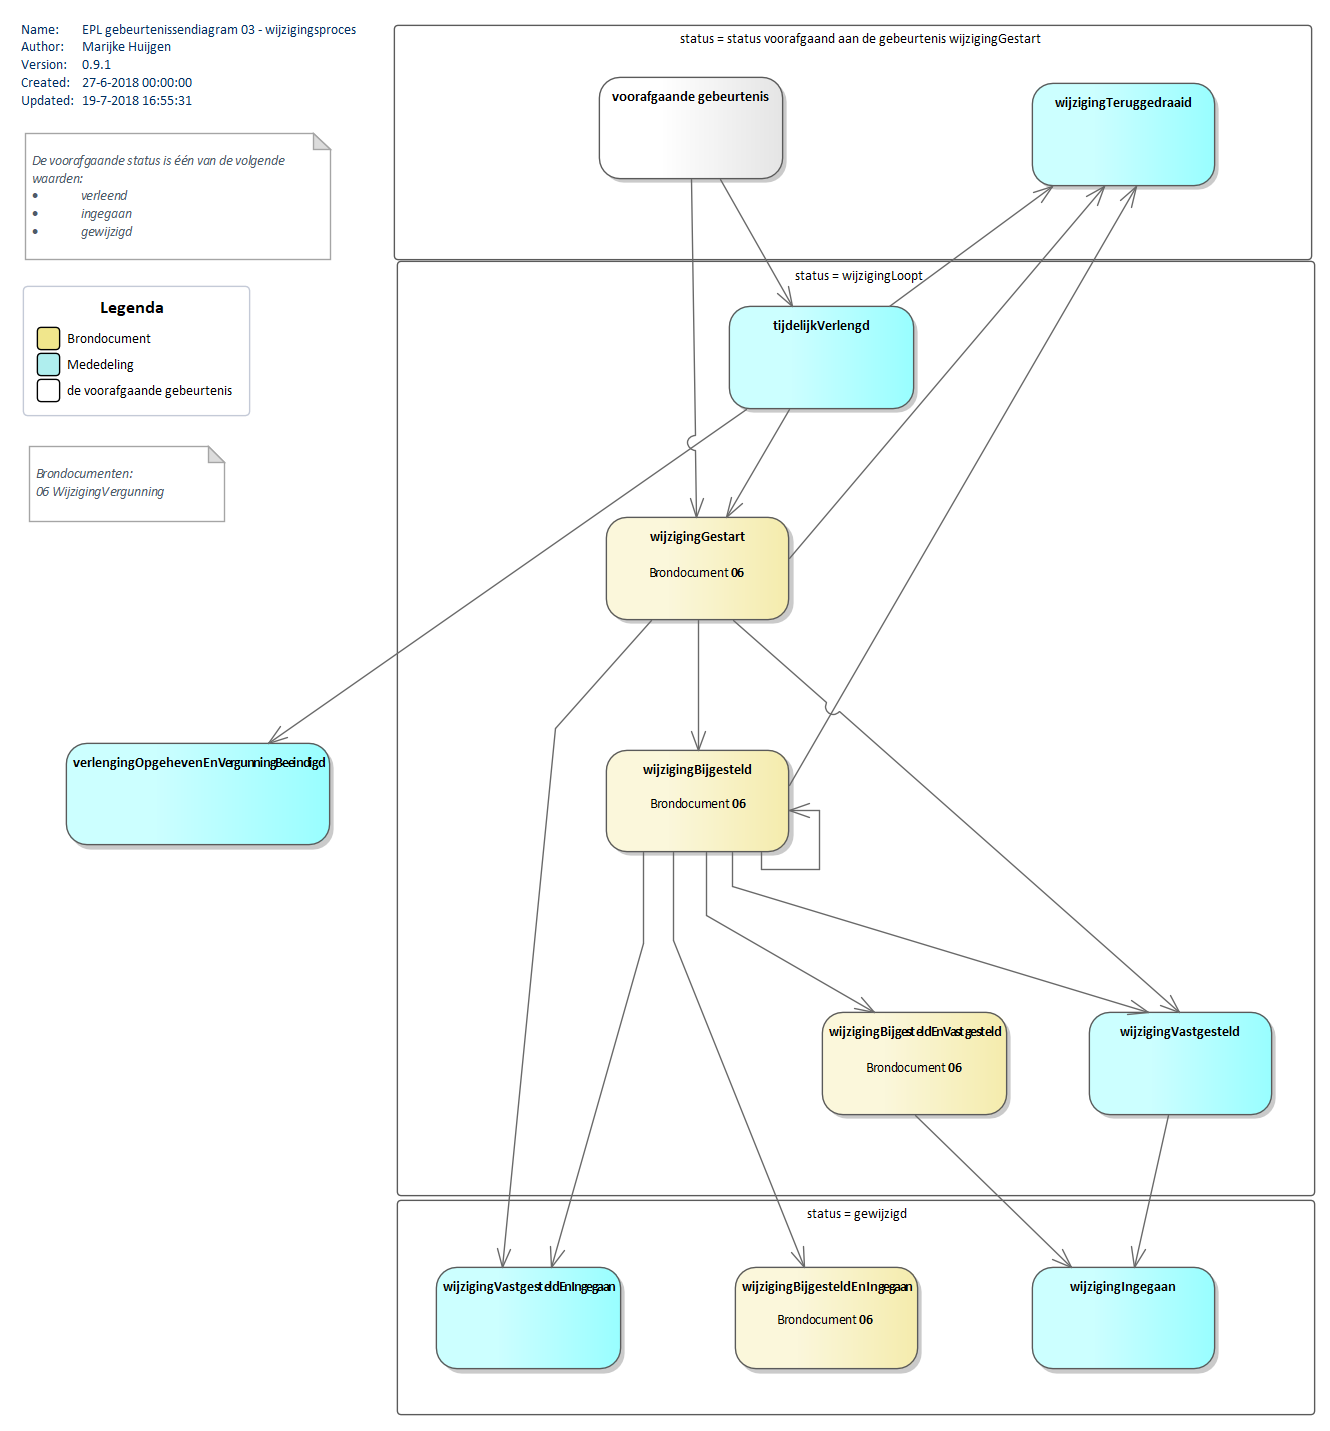 Name: EPL gebeurtenissendiagram 03 - wijzigingsproces
Author: Marijke Huijgen
Version: 0.9.1
Created: 27-6-2018 00:00:00
Updated: 19-7-2018 16:55:31
De voorafgaande status is één van de volgende
waarden:
• verleend
• ingegaan
• gewijzigd
Legenda
Brondocument
Mededeling
de voorafgaande gebeurtenis
Brondocumenten:
06 WijzigingVergunning
status = status voorafgaand aan de gebeurtenis wijzigingGestart
voorafgaande gebeurtenis
wijzigingTeruggedraaid
status = wijzigingLoopt
tijdelijkVerlengd
wijzigingGestart
Brondocument 06
verlengingOpgehevenEnVergunningBeeindigd
wijzigingBijgesteld
Brondocument 06
wijzigingBijgesteldEnVastgesteld
Brondocument 06
wijzigingVastgesteld
status = gewijzigd
wijzigingVastgesteldEnIngegaan
wijzigingBijgesteldEnIngegaan
Brondocument 06
wijzigingIngegaan